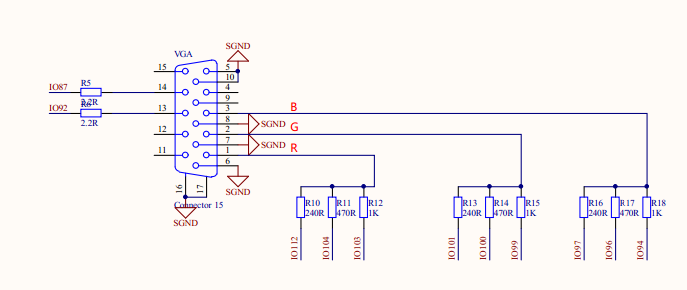 VGA
SGND
15
5
10
IO87
R5
14
4
2.2R
R6
9
IO92
13
3
B
2.2R
8
SGND
12
2
G
7
SGND
11
1
R
6
16
17
SGND
Connector 15
SGND
R10
240R
R11
470R
R12
1K
R13
240R
R14
470R
R15
1K
R16
240R
R17
470R
R18
1K
IO112
IO104
IO103
IO101
IO100
IO99
IO97
IO96
IO94